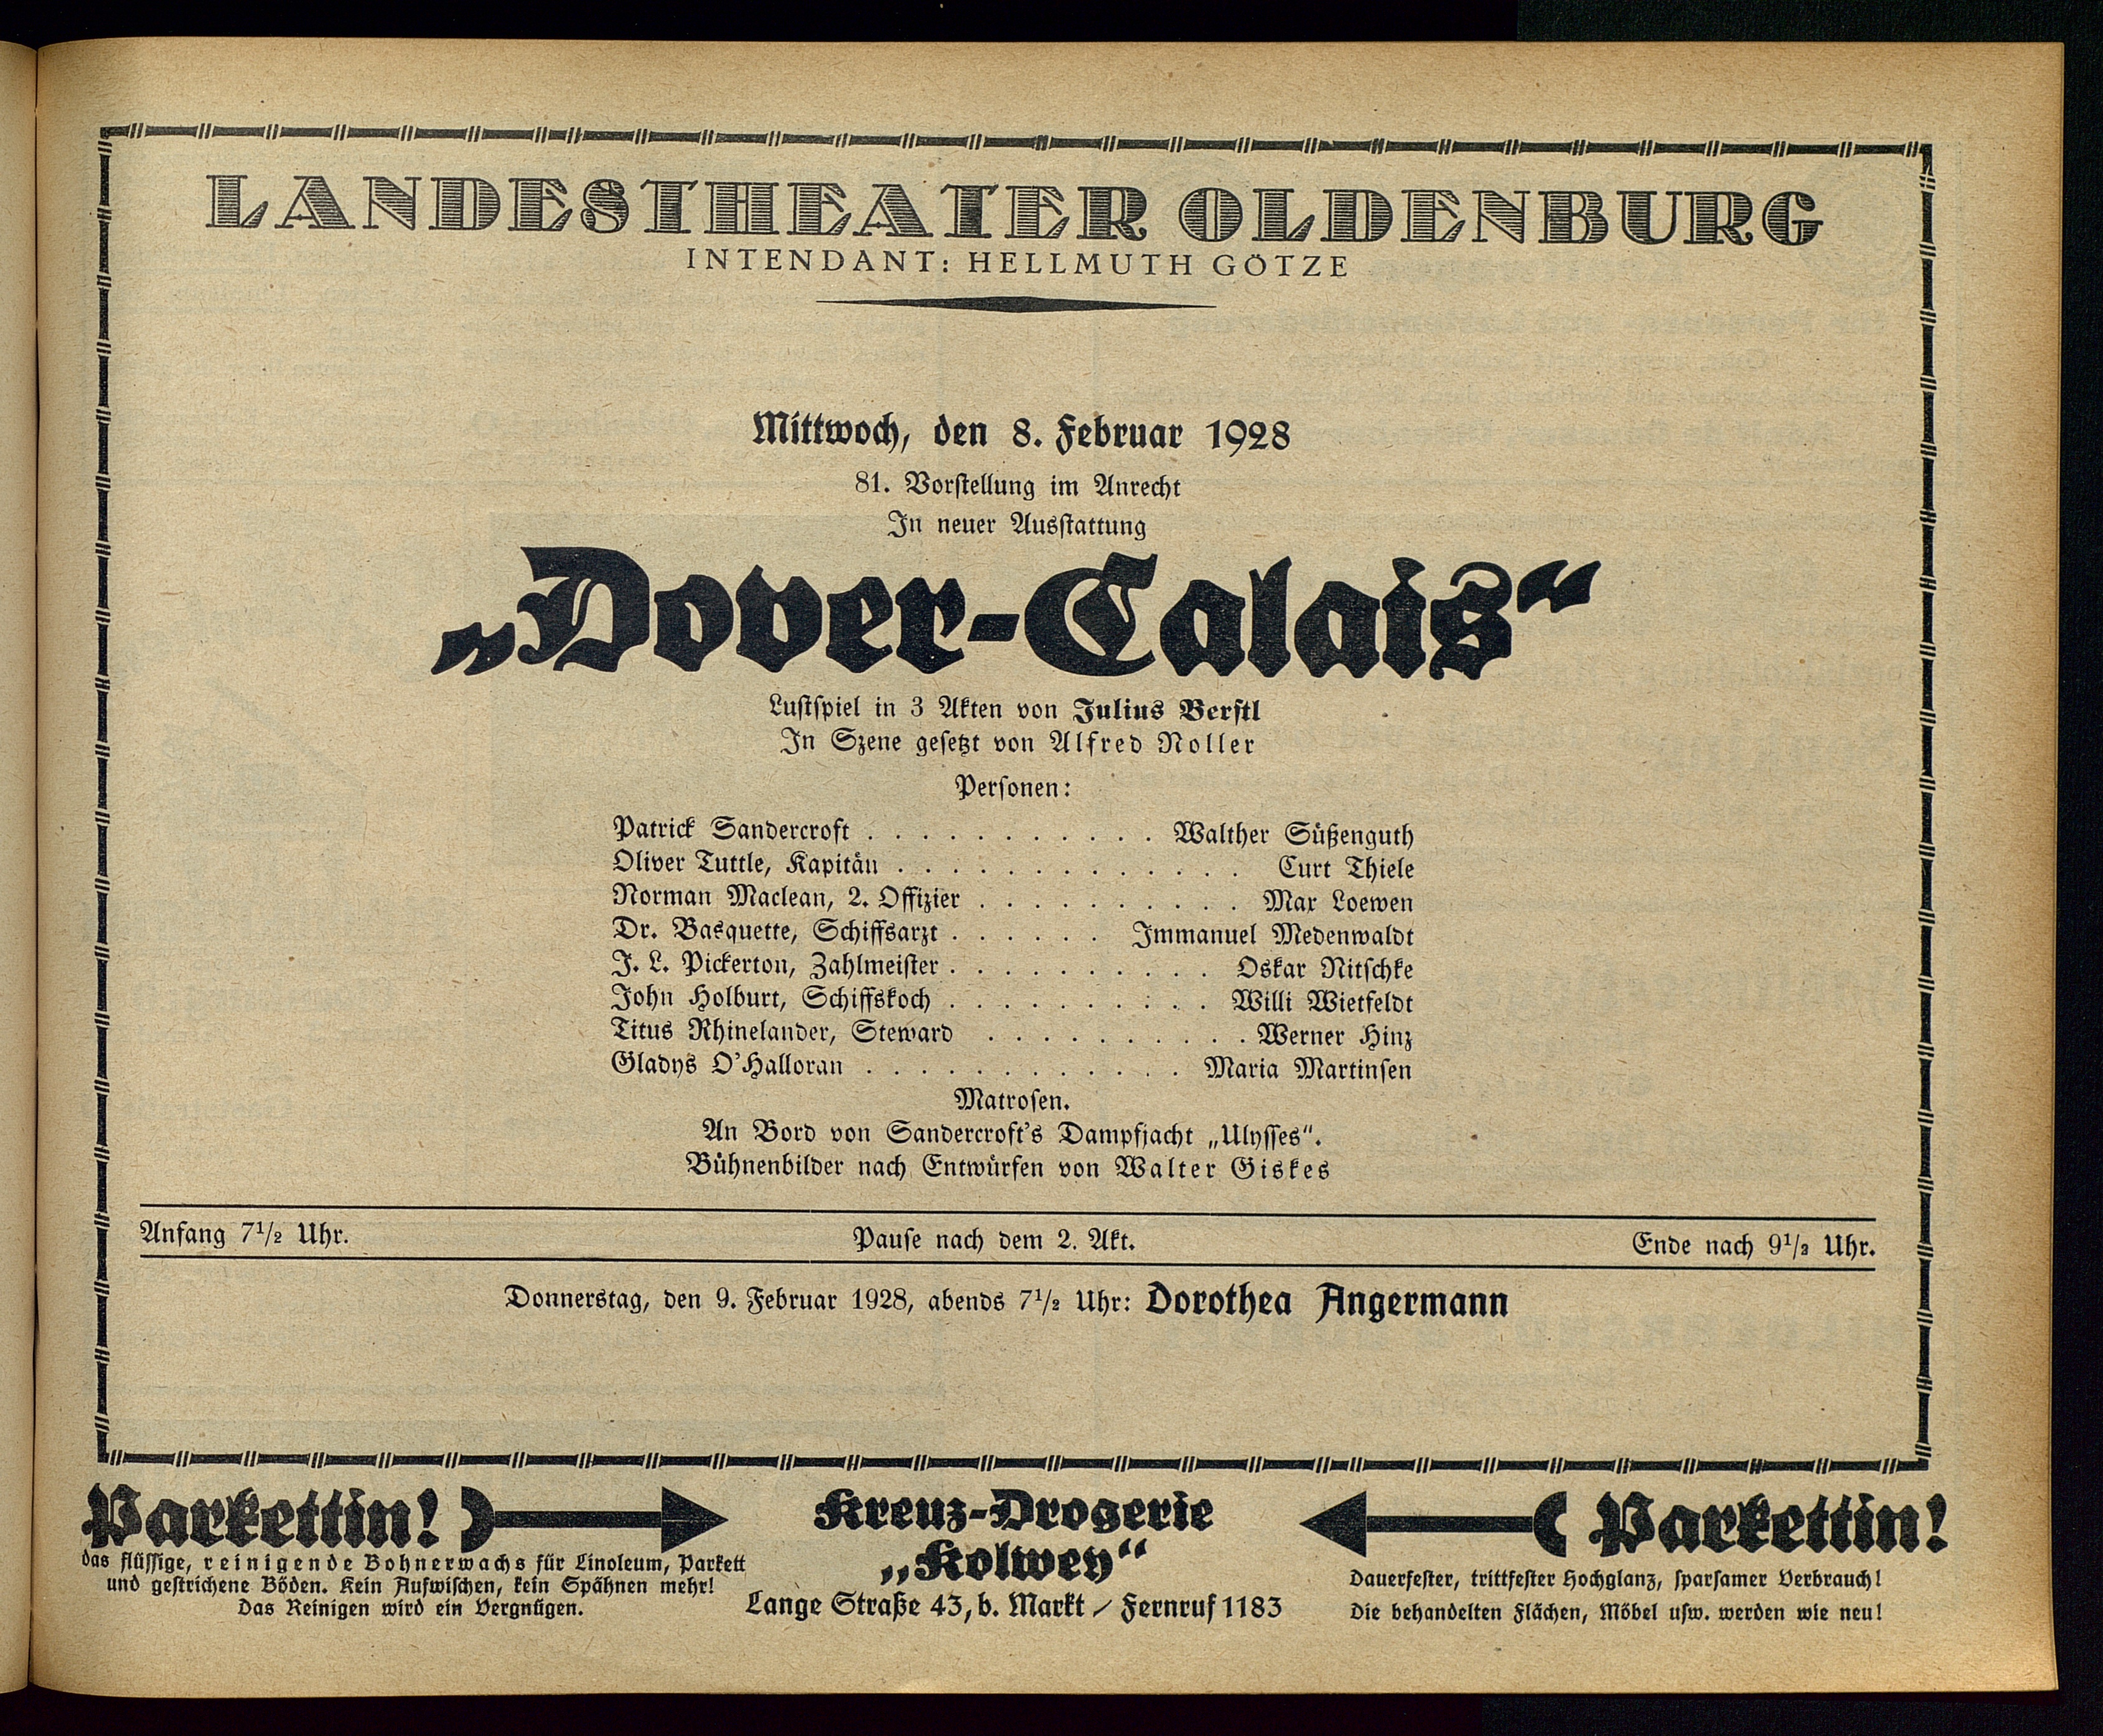 LANDESTHEATER OLDENBURG
INTENDANT: HELLMUTH GÖTZE
Mittwoch, den 8. Februar 1928
81. Vorstellung im Anrecht
In neuer Ausstattung
„Dover-Calais“
Lustspiel in 3 Akten von Julius Berstl
In Szene gesetzt von Alfred Noller
Personen:
Patrick Sandercroft . . . . . . . . . . . Walther Süßenguth
Oliver Tuttle, Kapitän . . . . . . . . . . . . . Curt Thiele
Norman Maclean, 2. Offizier . . . . . . . . . . Max Loewen
Dr. Basquette, Schiffsarzt . . . . . . Immanuel Medenwaldt
J. L. Pickerton, Zahlmeister . . . . . . . . . . Oskar Nitschke
John Holburt, Schiffskoch . . . . . . . . . . Willi Wietfeldt
Titus Rhinelander, Steward . . . . . . . . . . Werner Hinz
Gladys O'Halloran . . . . . . . . . . . . Maria Martinsen
Matrosen.
An Bord von Sandercroft's Dampfjacht „Ulysses“.
Bühnenbilder nach Entwürfen von Walter Giskes
Anfang 7½ Uhr. Pause nach dem 2. Akt. Ende nach 9½ Uhr.
Donnerstag, den 9. Februar 1928, abends 7½ Uhr: Dorothea Angermann
Parkettin!
das flüssige, reinigende Bohnerwachs für Linoleum, Parkett
und gestrichene Böden. Kein Aufwischen, kein Spähnen mehr!
Das Reinigen wird ein Vergnügen.
Kreuz-Drogerie
„Kolwey“
Lange Straße 43, b. Markt / Fernruf 1183
Parkettin!
Dauerfester, trittfester Hochglanz, sparsamer Verbrauch!
Die behandelten Flächen, Möbel usw. werden wie neu!